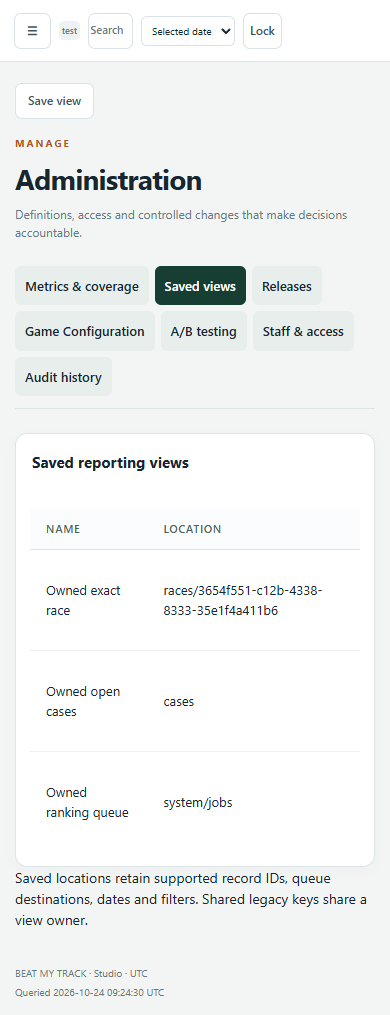 ☰ test Search Selected date Lock
Save view
MANAGE
Administration
Definitions, access and controlled changes that make decisions
accountable.
Metrics & coverage Saved views Releases
Game Configuration A/B testing Staff & access
Audit history
Saved reporting views
NAME LOCATION
Owned exact
race
races/3654f551-c12b-4338-
8333-35e1f4a411b6
Owned open
cases
cases
Owned
ranking queue
system/jobs
Saved locations retain supported record IDs, queue
destinations, dates and filters. Shared legacy keys share a
view owner.
BEAT MY TRACK · Studio · UTC
Queried 2026-10-24 09:24:30 UTC